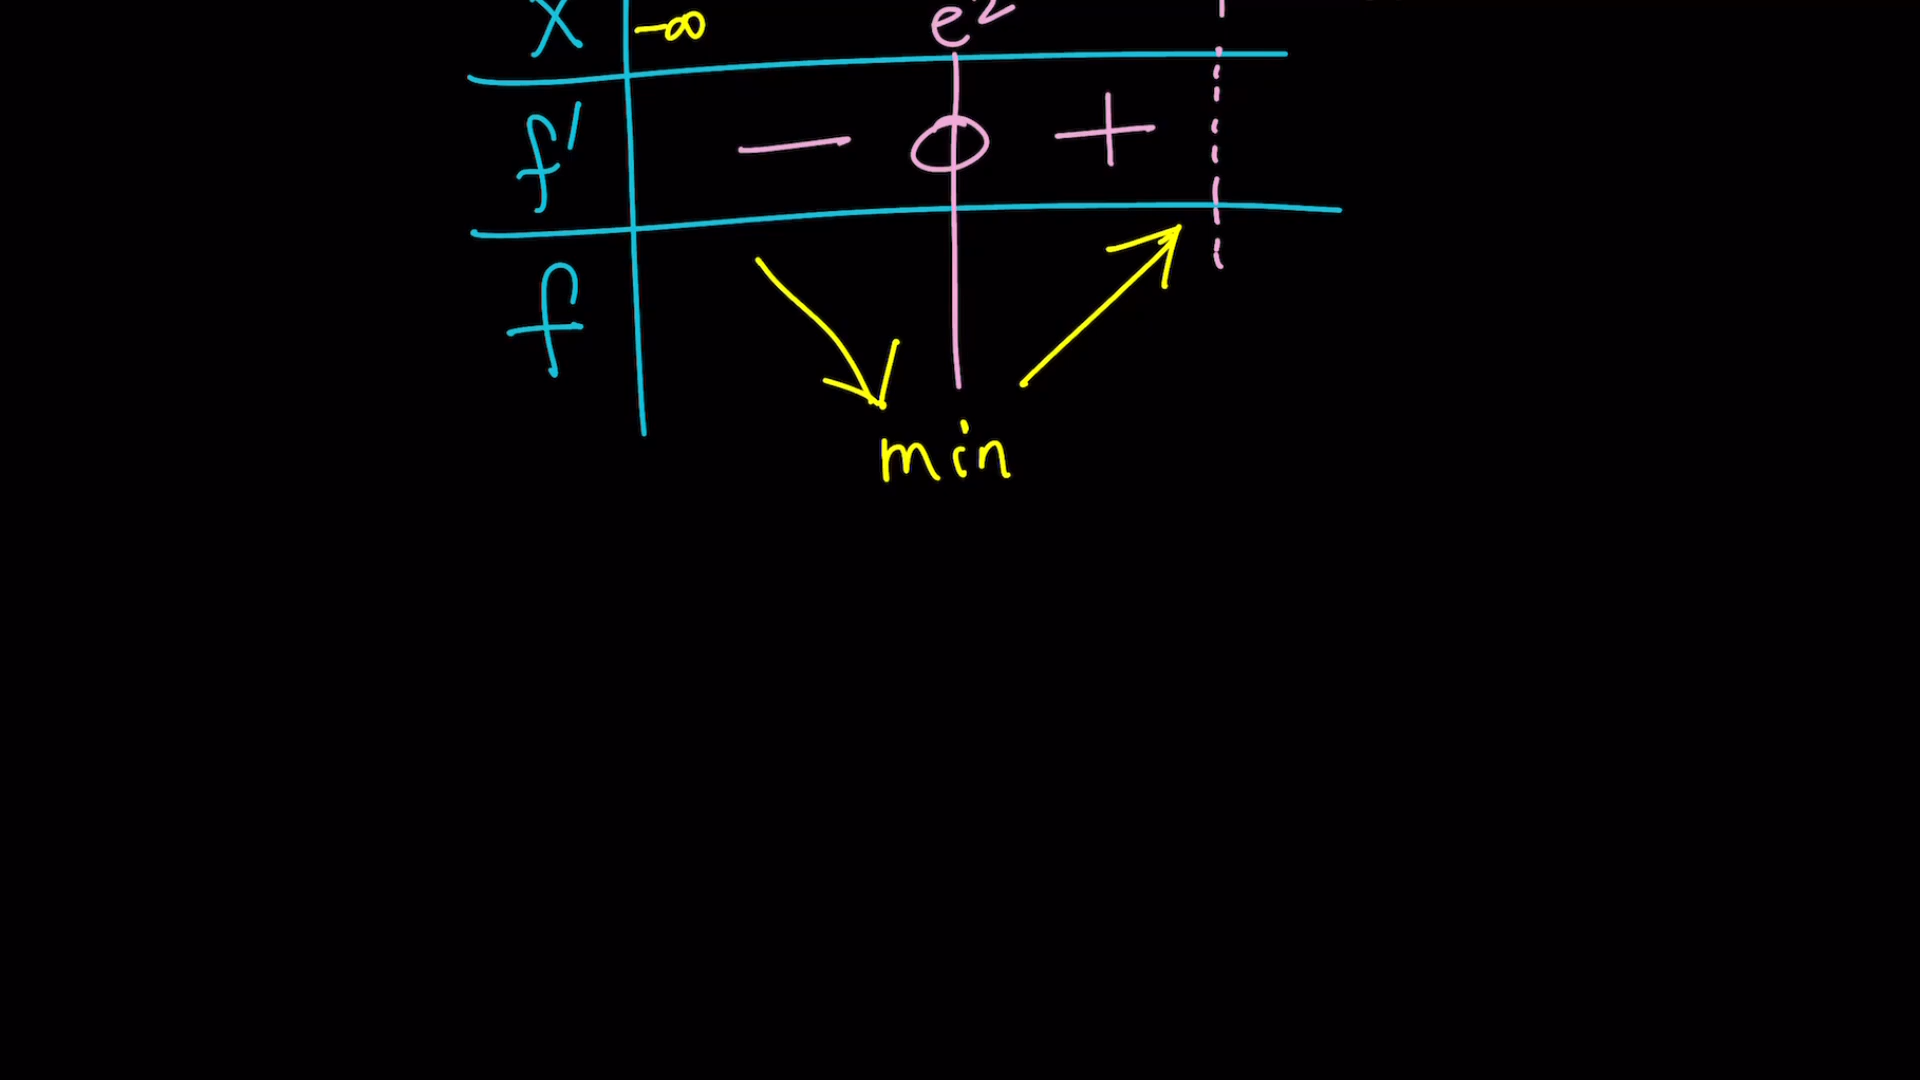 x -∞ e²
f' − 0 +
f
min